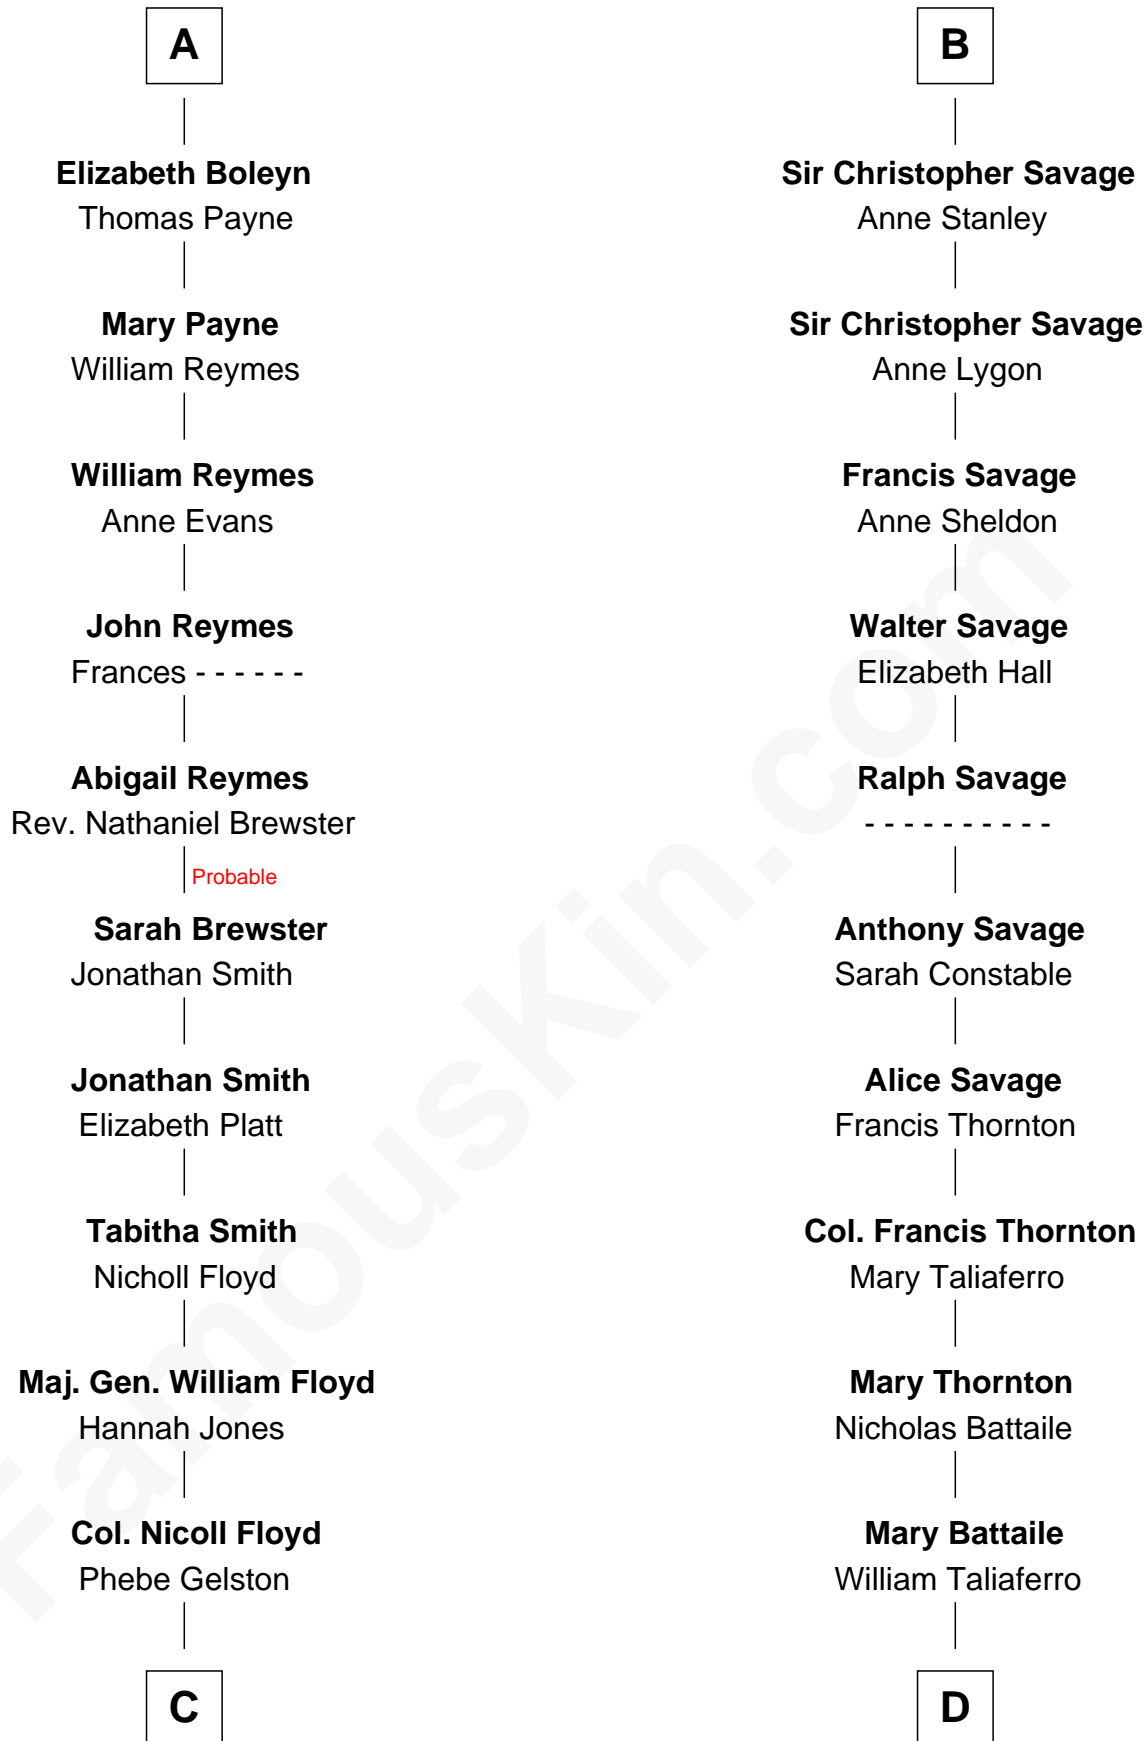 A
Elizabeth Boleyn
Thomas Payne
Mary Payne
William Reymes
William Reymes
Anne Evans
John Reymes
Frances - - - - - -
Abigail Reymes
Rev. Nathaniel Brewster
Probable
Sarah Brewster
Jonathan Smith
Jonathan Smith
Elizabeth Platt
Tabitha Smith
Nicholl Floyd
Maj. Gen. William Floyd
Hannah Jones
Col. Nicoll Floyd
Phebe Gelston
C
B
Sir Christopher Savage
Anne Stanley
Sir Christopher Savage
Anne Lygon
Francis Savage
Anne Sheldon
Walter Savage
Elizabeth Hall
Ralph Savage
- - - - - - - - - -
Anthony Savage
Sarah Constable
Alice Savage
Francis Thornton
Col. Francis Thornton
Mary Taliaferro
Mary Thornton
Nicholas Battaile
Mary Battaile
William Taliaferro
D
FamousKin.com